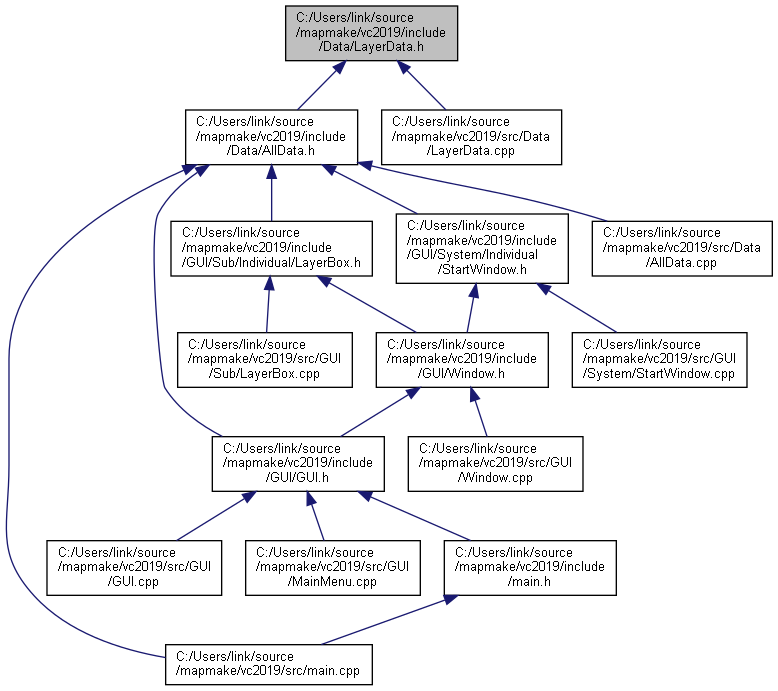 C:/Users/link/source
/mapmake/vc2019/include
/Data/LayerData.h
C:/Users/link/source
/mapmake/vc2019/include
/Data/AllData.h
C:/Users/link/source
/mapmake/vc2019/src/Data
/LayerData.cpp
C:/Users/link/source
/mapmake/vc2019/include
/GUI/Sub/Individual/LayerBox.h
C:/Users/link/source
/mapmake/vc2019/include
/GUI/System/Individual
/StartWindow.h
C:/Users/link/source
/mapmake/vc2019/src/Data
/AllData.cpp
C:/Users/link/source
/mapmake/vc2019/src/GUI
/Sub/LayerBox.cpp
C:/Users/link/source
/mapmake/vc2019/include
/GUI/Window.h
C:/Users/link/source
/mapmake/vc2019/src/GUI
/System/StartWindow.cpp
C:/Users/link/source
/mapmake/vc2019/include
/GUI/GUI.h
C:/Users/link/source
/mapmake/vc2019/src/GUI
/Window.cpp
C:/Users/link/source
/mapmake/vc2019/src/GUI
/GUI.cpp
C:/Users/link/source
/mapmake/vc2019/src/GUI
/MainMenu.cpp
C:/Users/link/source
/mapmake/vc2019/include
/main.h
C:/Users/link/source
/mapmake/vc2019/src/main.cpp